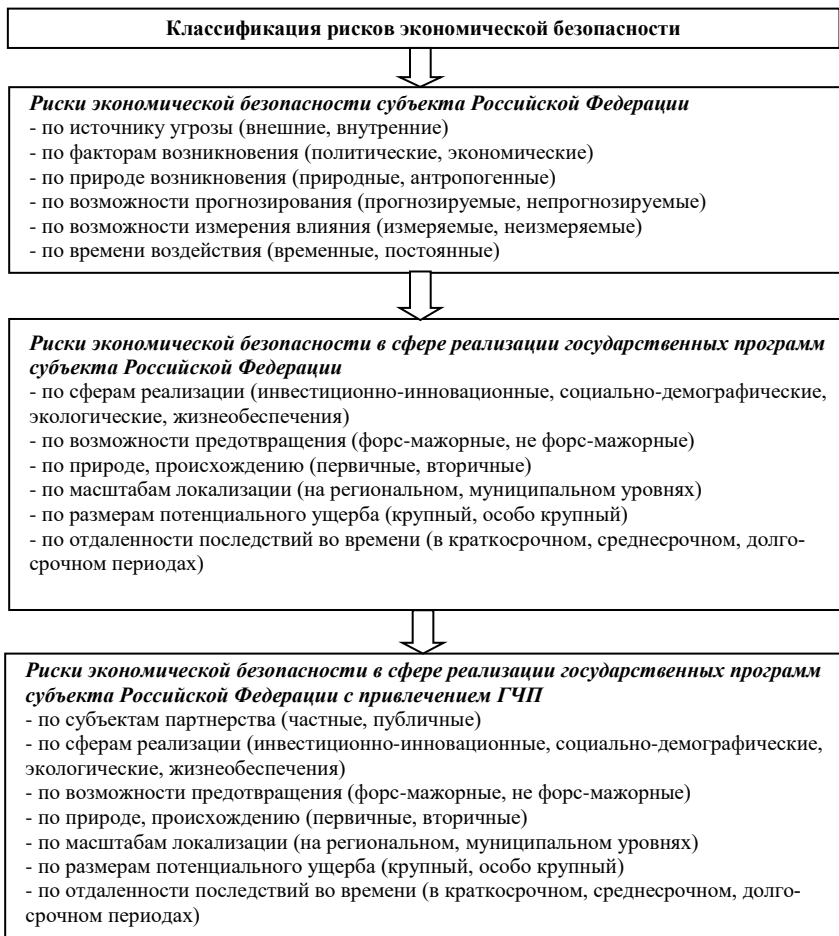 Классификация рисков экономической безопасности
Риски экономической безопасности субъекта Российской Федерации
- по источнику угрозы (внешние, внутренние)
- по факторам возникновения (политические, экономические)
- по природе возникновения (природные, антропогенные)
- по возможности прогнозирования (прогнозируемые, непрогнозируемые)
- по возможности измерения влияния (измеряемые, неизмеряемые)
- по времени воздействия (временные, постоянные)
Риски экономической безопасности в сфере реализации государственных программ
субъекта Российской Федерации
- по сферам реализации (инвестиционно-инновационные, социально-демографические,
экологические, жизнеобеспечения)
- по возможности предотвращения (форс-мажорные, не форс-мажорные)
- по природе, происхождению (первичные, вторичные)
- по масштабам локализации (на региональном, муниципальном уровнях)
- по размерам потенциального ущерба (крупный, особо крупный)
- по отдаленности последствий во времени (в краткосрочном, среднесрочном, долго-
срочном периодах)
Риски экономической безопасности в сфере реализации государственных программ
субъекта Российской Федерации с привлечением ГЧП
- по субъектам партнерства (частные, публичные)
- по сферам реализации (инвестиционно-инновационные, социально-демографические,
экологические, жизнеобеспечения)
- по возможности предотвращения (форс-мажорные, не форс-мажорные)
- по природе, происхождению (первичные, вторичные)
- по масштабам локализации (на региональном, муниципальном уровнях)
- по размерам потенциального ущерба (крупный, особо крупный)
- по отдаленности последствий во времени (в краткосрочном, среднесрочном, долго-
срочном периодах)